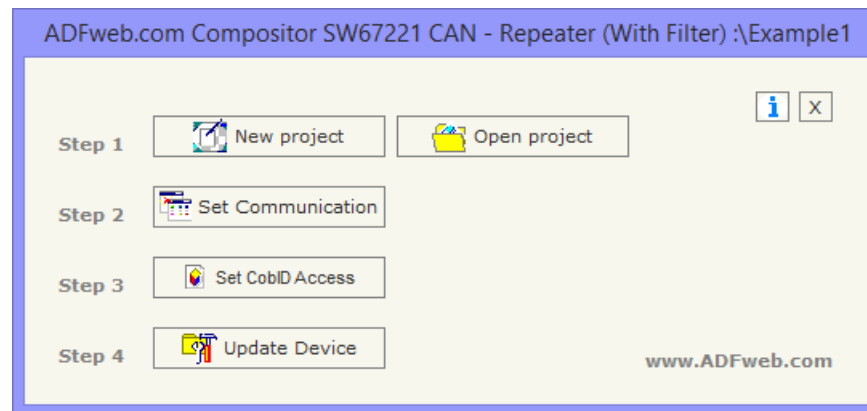 ADFweb.com Compositor SW67221 CAN - Repeater (With Filter) :\Example1
i X
Step 1 New project Open project
Step 2 Set Communication
Step 3 Set CobID Access
Step 4 Update Device
www.ADFweb.com